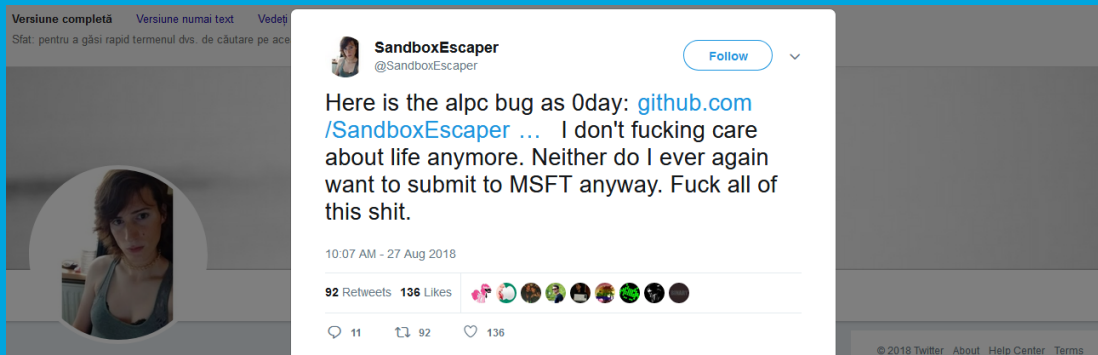 Versiune completă Versiune numai text Vedeți
Sfat: pentru a găsi rapid termenul dvs. de căutare pe ace
SandboxEscaper
@SandboxEscaper
Follow
Here is the alpc bug as 0day: github.com
/SandboxEscaper … I don't fucking care
about life anymore. Neither do I ever again
want to submit to MSFT anyway. Fuck all of
this shit.
10:07 AM - 27 Aug 2018
92 Retweets 136 Likes
11 92 136
© 2018 Twitter About Help Center Terms